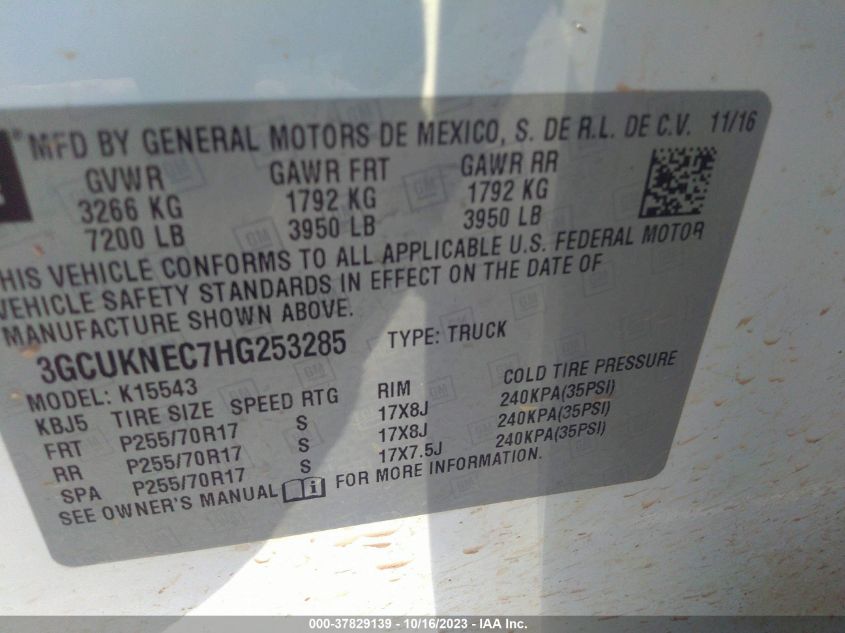 MFD BY GENERAL MOTORS DE MEXICO, S. DE R.L. DE C.V. 11/16
GVWR GAWR FRT GAWR RR
3266 KG 1792 KG 1792 KG
7200 LB 3950 LB 3950 LB
HIS VEHICLE CONFORMS TO ALL APPLICABLE U.S. FEDERAL MOTOR
VEHICLE SAFETY STANDARDS IN EFFECT ON THE DATE OF
MANUFACTURE SHOWN ABOVE.
3GCUKNEC7HG253285 TYPE: TRUCK
MODEL: K15543
KBJ5 TIRE SIZE SPEED RTG RIM COLD TIRE PRESSURE
FRT P255/70R17 S 17X8J 240KPA(35PSI)
RR P255/70R17 S 17X8J 240KPA(35PSI)
SPA P255/70R17 S 17X7.5J 240KPA(35PSI)
SEE OWNER'S MANUAL FOR MORE INFORMATION.
000-37829139 - 10/16/2023 - IAA Inc.